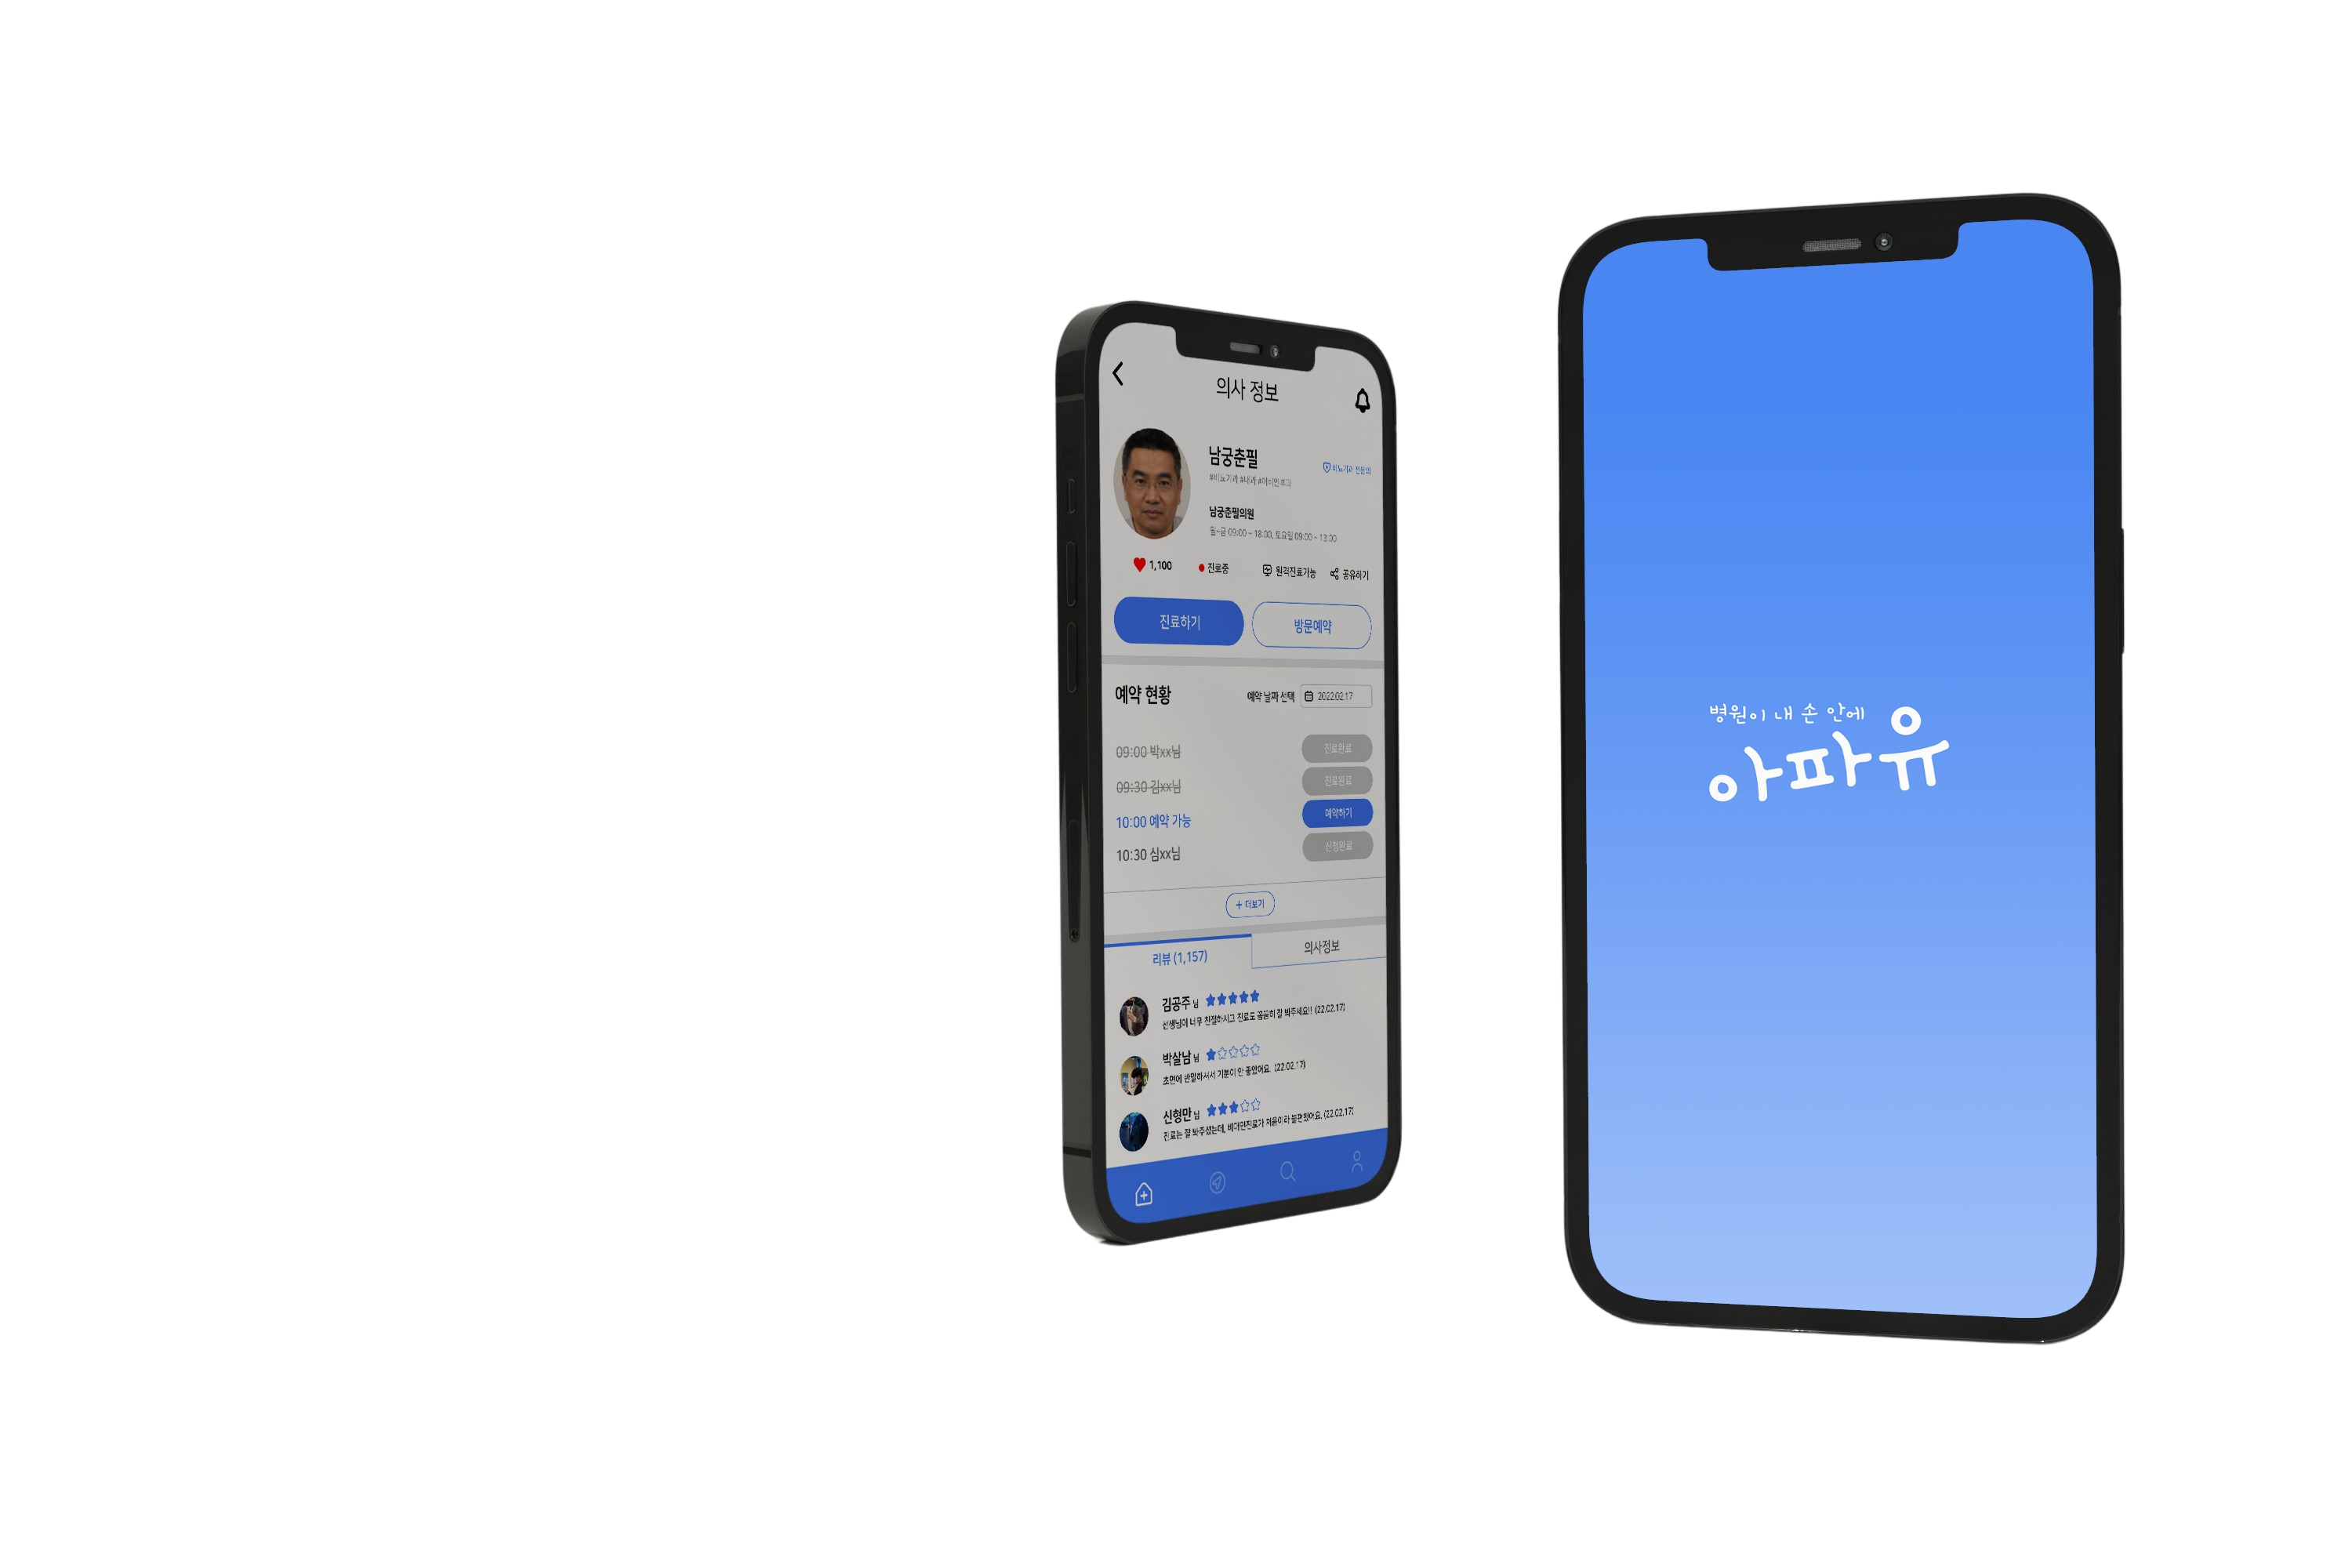 의사 정보
남궁춘필
비뇨기과 전문의
#비뇨기과 #내과 #이비인후과
남궁춘필의원
월~금 09:00 ~ 18:00, 토요일 09:00 ~ 13:00
1,100
진료중
원격진료가능
공유하기
진료하기
방문예약
예약 현황
예약 날짜 선택
2022.02.17
09:00 박xx님
진료완료
09:30 김xx님
진료완료
10:00 예약 가능
예약하기
10:30 심xx님
신청완료
+ 더보기
리뷰 (1,157)
의사정보
김공주 님
선생님이 너무 친절하시고 진료도 꼼꼼히 잘 봐주세요!! (22.02.17)
박살남 님
초면에 반말하셔서 기분이 안 좋았어요. (22.02.17)
신형만 님
진료는 잘 봐주셨는데, 비대면진료가 처음이라 불편했어요. (22.02.17)
병원이 내 손 안에
아파유